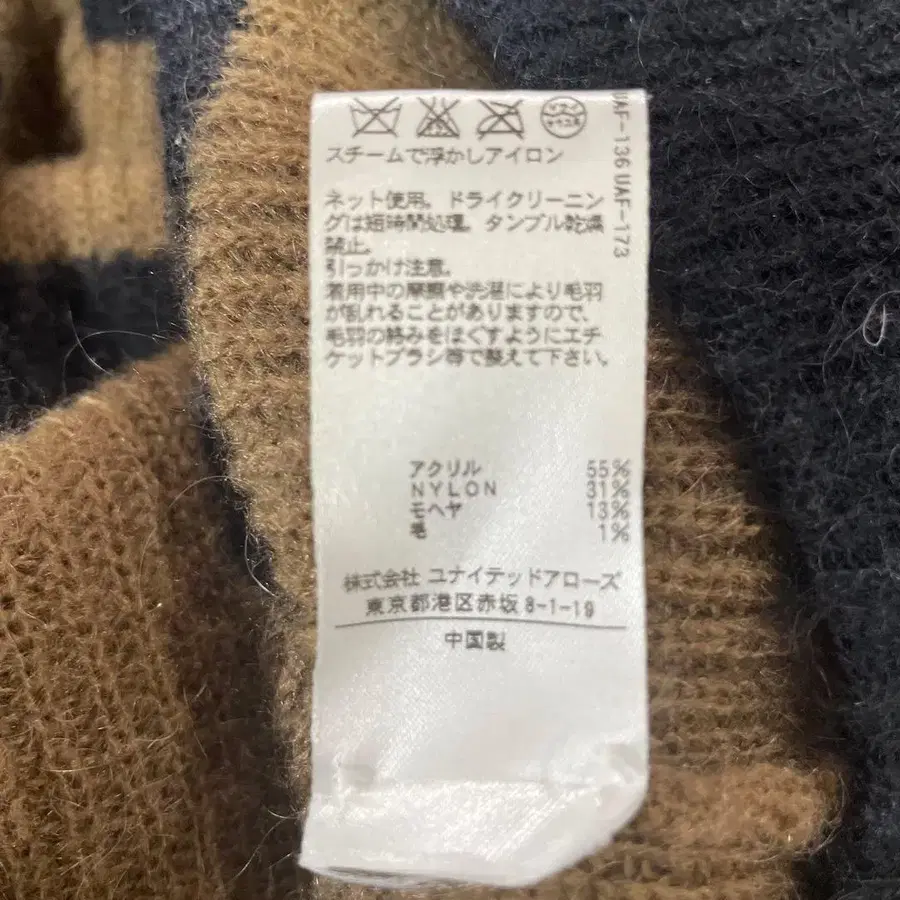 スチームで浮かしアイロン
ネット使用。ドライクリーニン
グは短時間処理。タンブル乾燥
禁止。
引っかけ注意。
着用中の摩擦や洗濯により毛羽
が乱れることがありますので、
毛羽の絡みをほぐすようにエチ
ケットブラシ等で整えて下さい。
アクリル 55%
NYLON 31%
モヘヤ 13%
毛 1%
株式会社 ユナイテッドアローズ
東京都港区赤坂 8-1-19
中国製
UAF-136 UAF-173